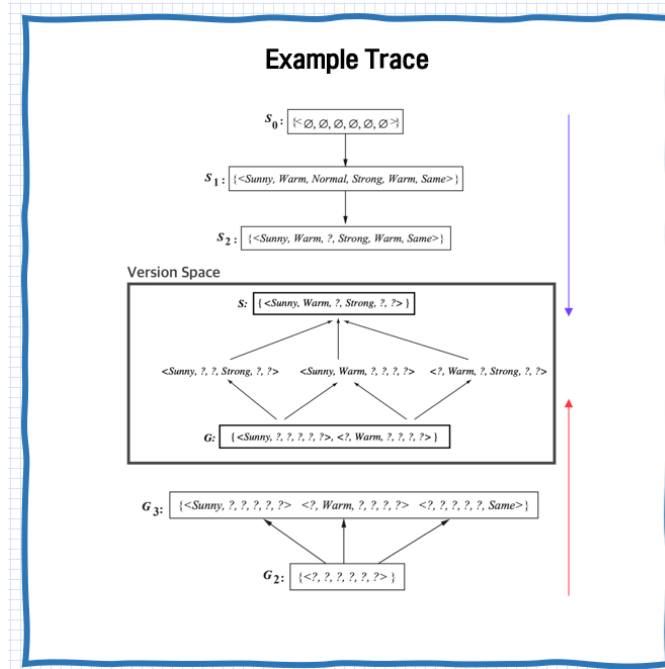 Example Trace
S0: {<∅, ∅, ∅, ∅, ∅, ∅>}
S1: {<Sunny, Warm, Normal, Strong, Warm, Same>}
S2: {<Sunny, Warm, ?, Strong, Warm, Same>}
Version Space
S: { <Sunny, Warm, ?, Strong, ?, ?> }
<Sunny, ?, ?, Strong, ?, ?> <Sunny, Warm, ?, ?, ?, ?> <?, Warm, ?, Strong, ?, ?>
G: { <Sunny, ?, ?, ?, ?, ?>, <?, Warm, ?, ?, ?, ?> }
G3: {<Sunny, ?, ?, ?, ?, ?> <?, Warm, ?, ?, ?, ?> <?, ?, ?, ?, ?, Same>}
G2: {<?, ?, ?, ?, ?, ?> }